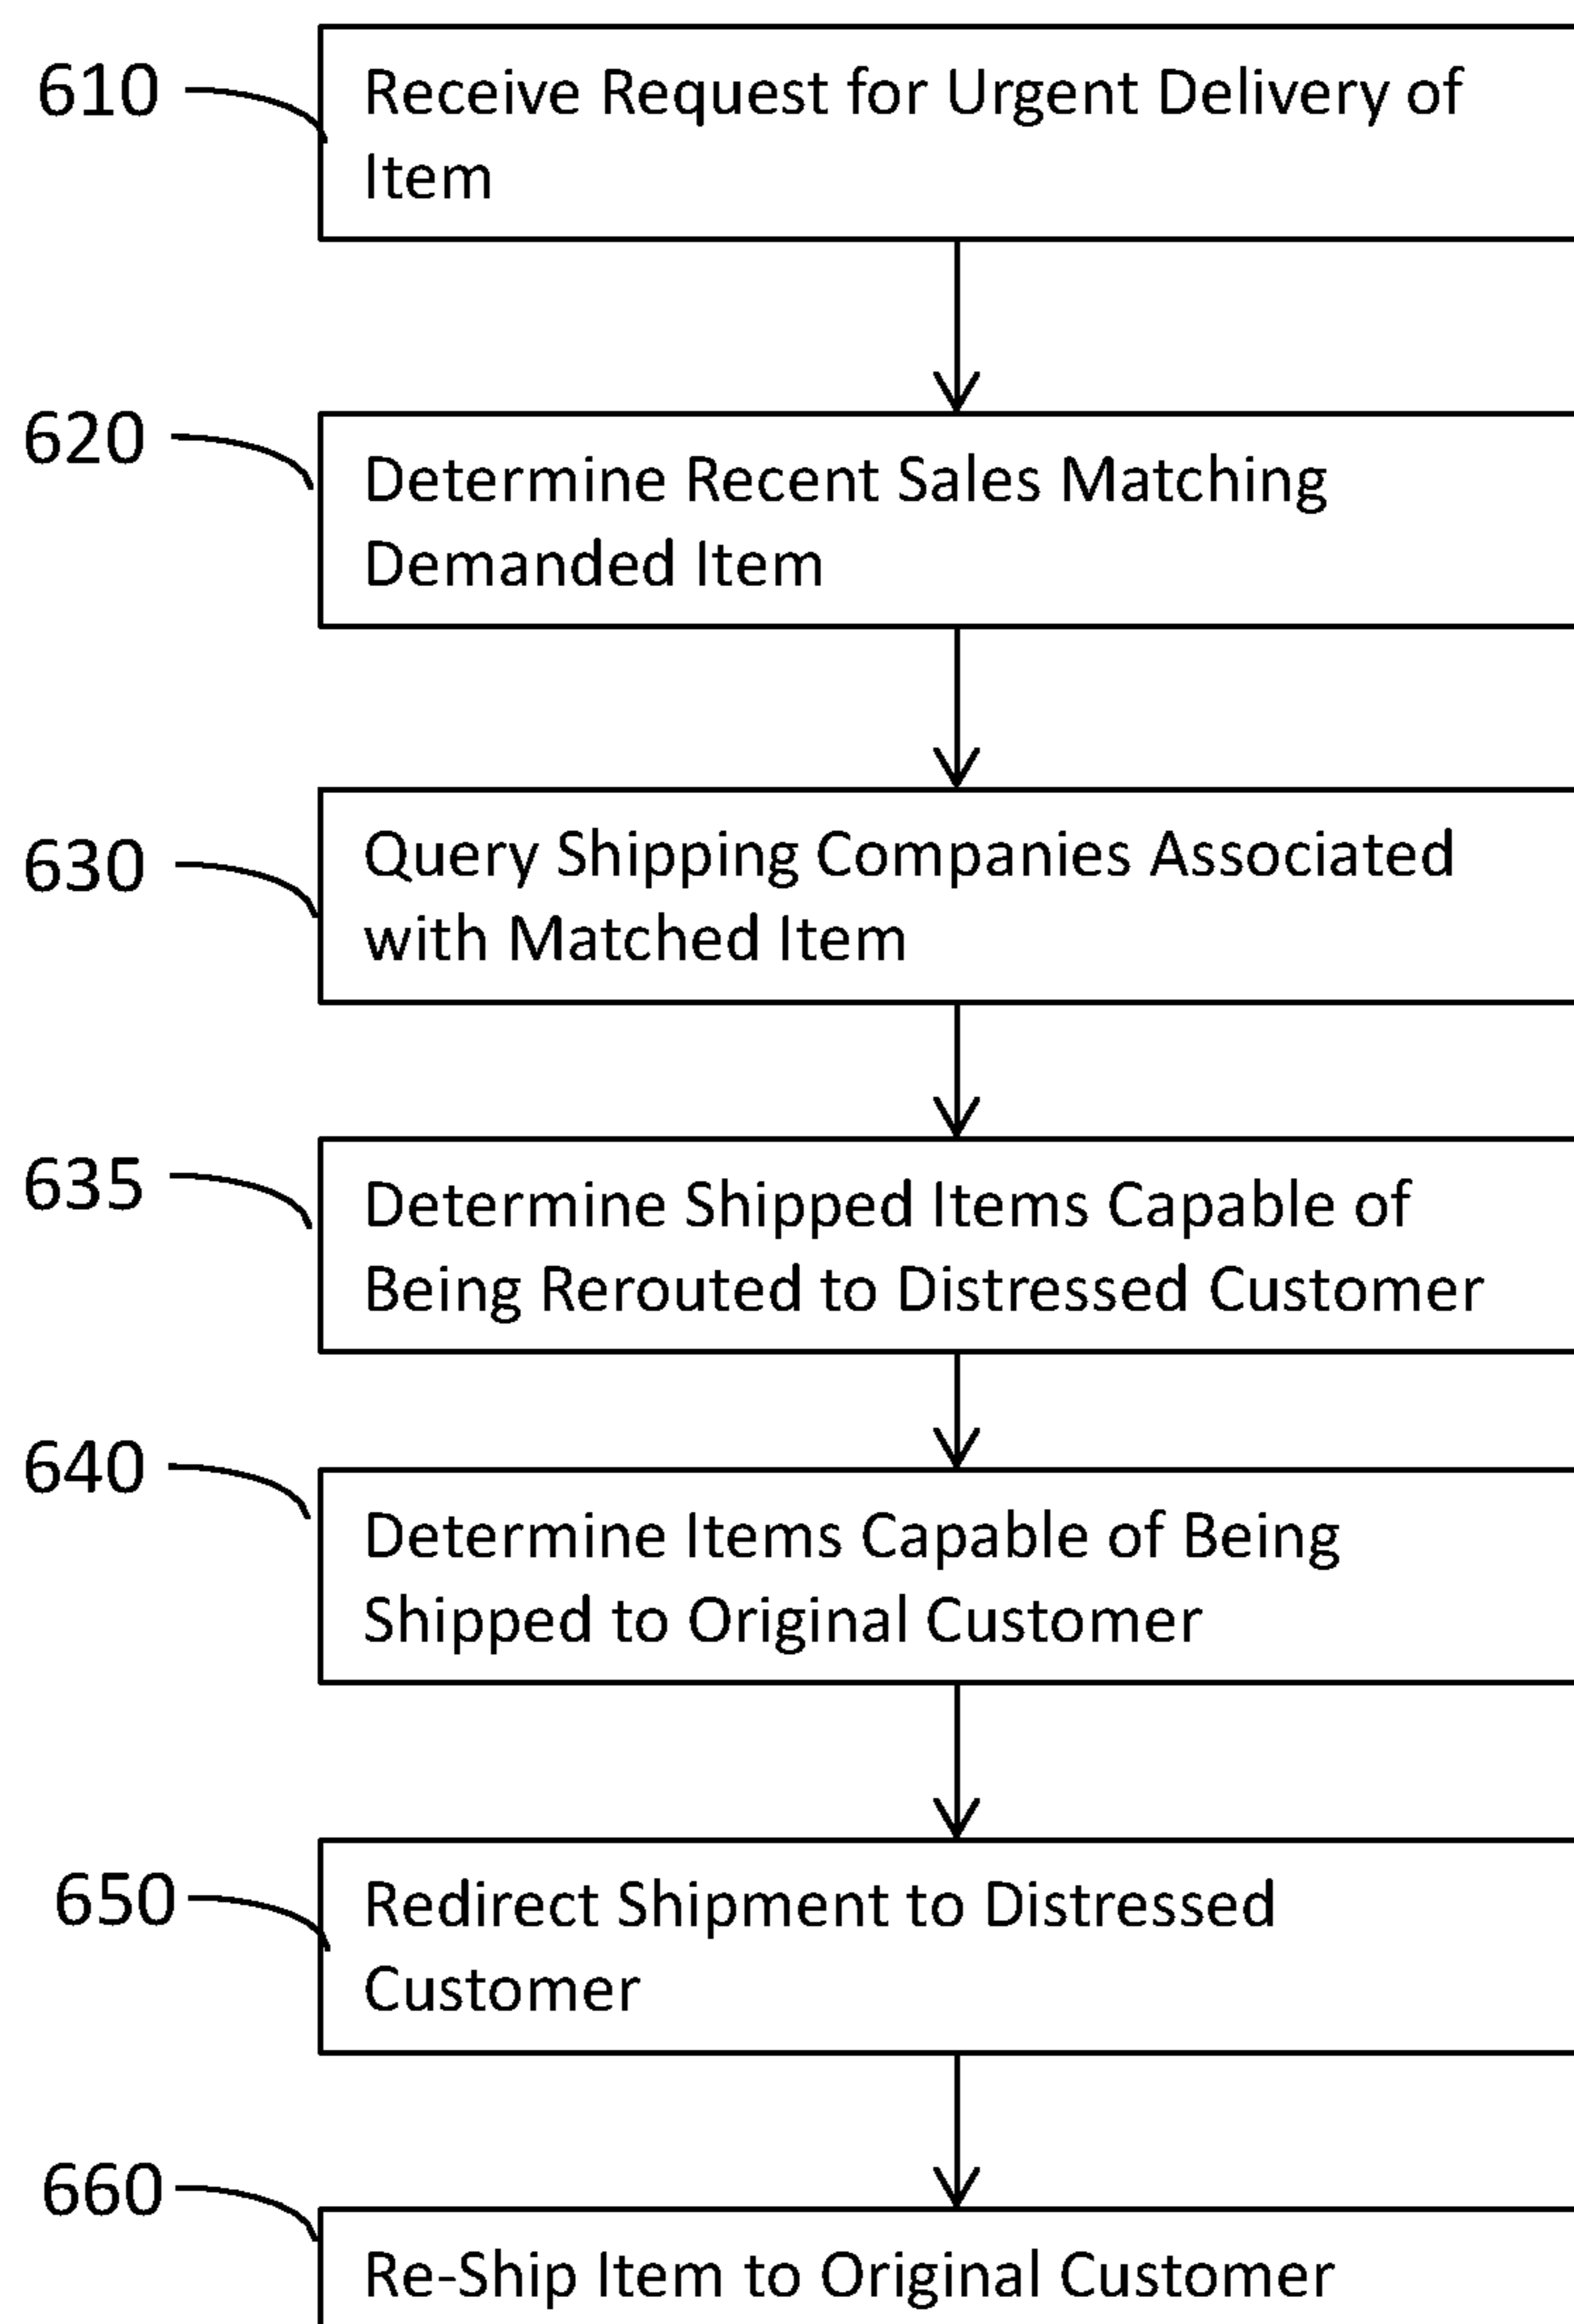 610
Receive Request for Urgent Delivery of
Item
620
Determine Recent Sales Matching
Demanded Item
630
Query Shipping Companies Associated
with Matched Item
635
Determine Shipped Items Capable of
Being Rerouted to Distressed Customer
640
Determine Items Capable of Being
Shipped to Original Customer
650
Redirect Shipment to Distressed
Customer
660
Re-Ship Item to Original Customer